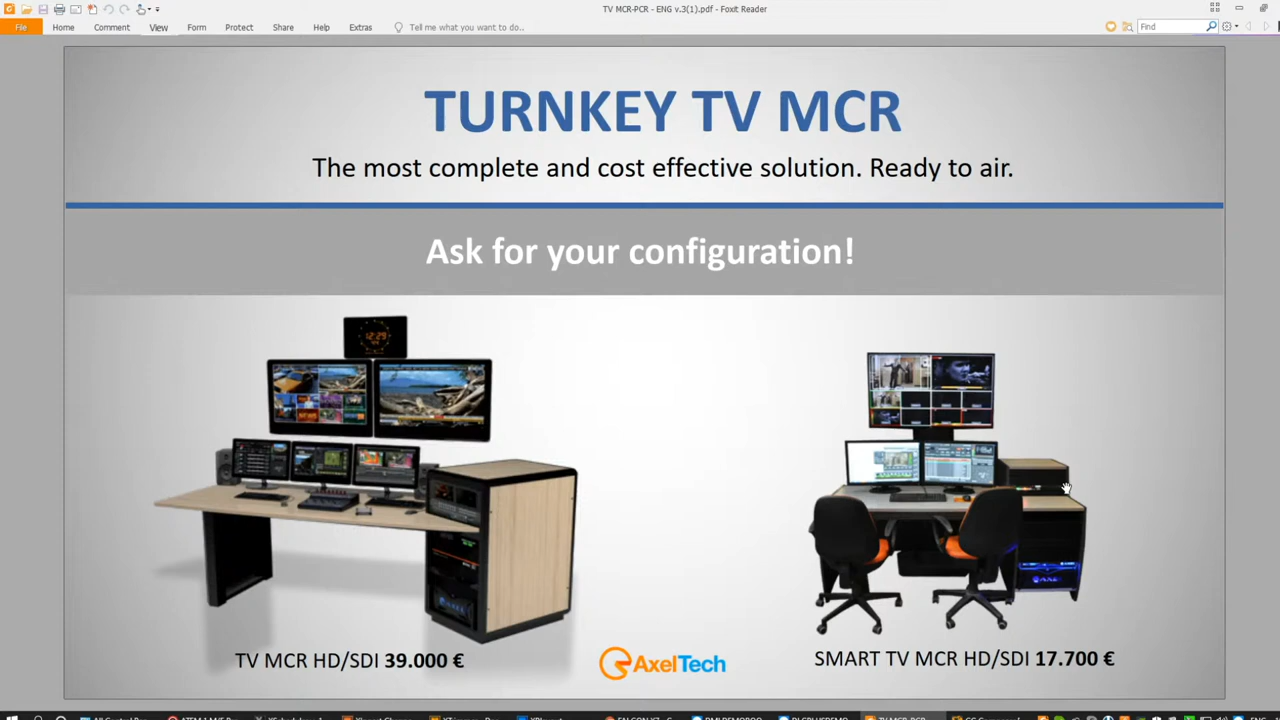 TV MCR-PCR - ENG v.3(1).pdf - Foxit Reader
File Home Comment View Form Protect Share Help Extras Tell me what you want to do.. Find
TURNKEY TV MCR
The most complete and cost effective solution. Ready to air.
Ask for your configuration!
12:29
TV MCR HD/SDI 39.000 €
AxelTech
SMART TV MCR HD/SDI 17.700 €